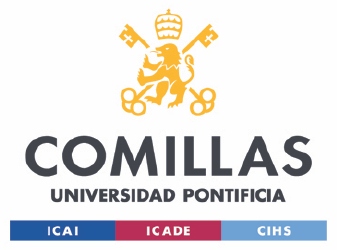 COMILLAS
UNIVERSIDAD PONTIFICIA
ICAI ICADE CIHS